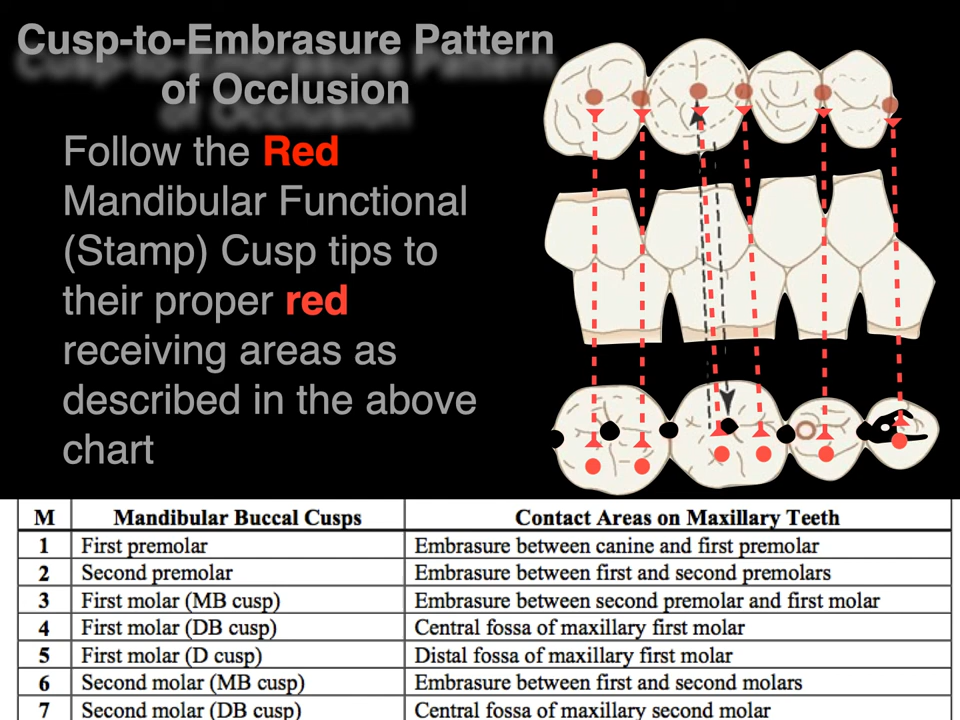 Cusp-to-Embrasure Pattern
of Occlusion
Follow the Red
Mandibular Functional
(Stamp) Cusp tips to
their proper red
receiving areas as
described in the above
chart
M Mandibular Buccal Cusps Contact Areas on Maxillary Teeth
1 First premolar Embrasure between canine and first premolar
2 Second premolar Embrasure between first and second premolars
3 First molar (MB cusp) Embrasure between second premolar and first molar
4 First molar (DB cusp) Central fossa of maxillary first molar
5 First molar (D cusp) Distal fossa of maxillary first molar
6 Second molar (MB cusp) Embrasure between first and second molars
7 Second molar (DB cusp) Central fossa of maxillary second molar